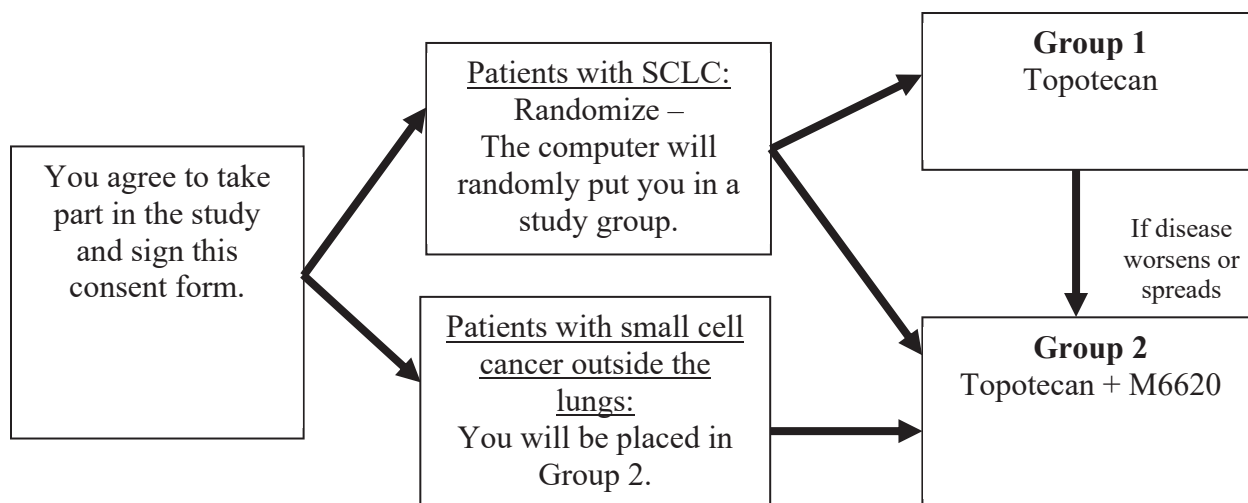 You agree to take
part in the study
and sign this
consent form.
Patients with SCLC:
Randomize –
The computer will
randomly put you in a
study group.
Patients with small cell
cancer outside the
lungs:
You will be placed in
Group 2.
Group 1
Topotecan
If disease
worsens or
spreads
Group 2
Topotecan + M6620